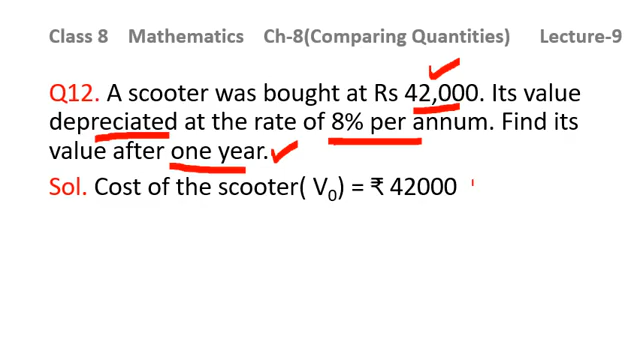 Class 8 Mathematics Ch-8(Comparing Quantities) Lecture-9
Q12. A scooter was bought at Rs 42,000. Its value
depreciated at the rate of 8% per annum. Find its
value after one year.
Sol. Cost of the scooter( V₀) = ₹ 42000